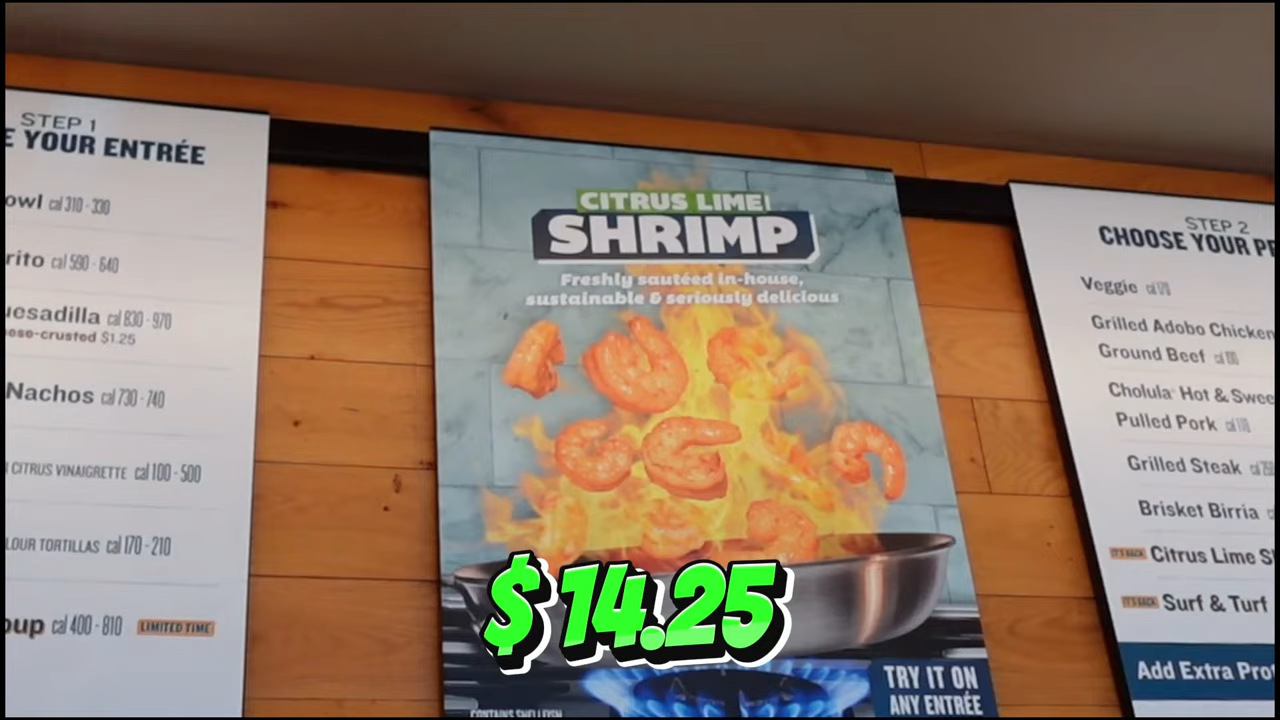 STEP 1
E YOUR ENTRÉE
owl cal 310 - 330
rito cal 590 - 640
uesadilla cal 830 - 970
ese-crusted $1.25
Nachos cal 730 - 740
CITRUS VINAIGRETTE cal 100 - 500
LOUR TORTILLAS cal 170 - 210
oup cal 400 - 810 LIMITED TIME
CITRUS LIME
SHRIMP
Freshly sautéed in-house,
sustainable & seriously delicious
$14.25
TRY IT ON
ANY ENTRÉE
CONTAINS SHELLFISH
STEP 2
CHOOSE YOUR PR
Veggie
Grilled Adobo Chicken
Ground Beef
Cholula® Hot & Swee
Pulled Pork
Grilled Steak
Brisket Birria
IT'S BACK Citrus Lime S
IT'S BACK Surf & Turf
Add Extra Prot